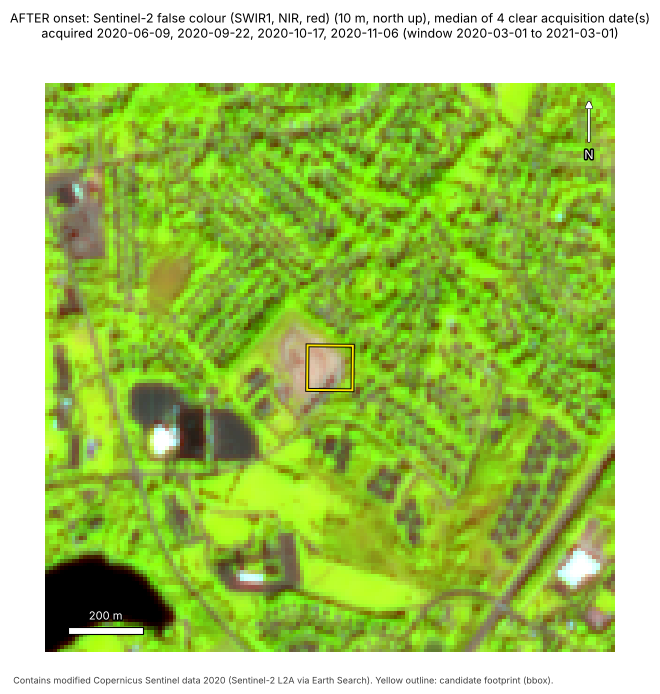 AFTER onset: Sentinel-2 false colour (SWIR1, NIR, red) (10 m, north up), median of 4 clear acquisition date(s)
acquired 2020-06-09, 2020-09-22, 2020-10-17, 2020-11-06 (window 2020-03-01 to 2021-03-01)
N
200 m
Contains modified Copernicus Sentinel data 2020 (Sentinel-2 L2A via Earth Search). Yellow outline: candidate footprint (bbox).